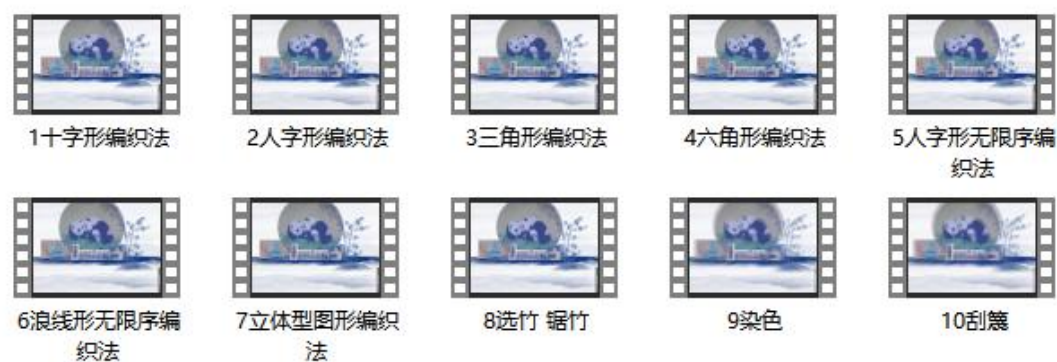 1十字形编织法
2人字形编织法
3三角形编织法
4六角形编织法
5人字形无限序编
织法
6浪线形无限序编
织法
7立体型图形编织
法
8选竹 锯竹
9染色
10刮篾